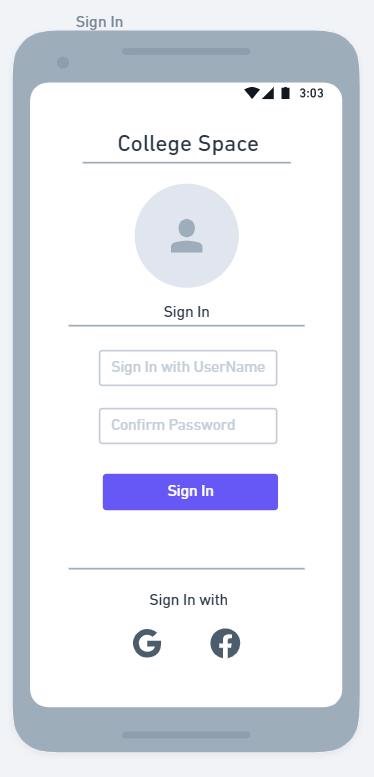 Sign In
3:03
College Space
Sign In
Sign In with UserName
Confirm Password
Sign In
Sign In with